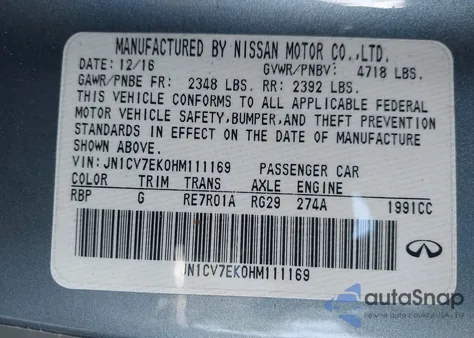 MANUFACTURED BY NISSAN MOTOR CO.,LTD.
DATE: 12/16 GVWR/PNBV: 4718 LBS.
GAWR/PNBE FR: 2348 LBS. RR: 2392 LBS.
THIS VEHICLE CONFORMS TO ALL APPLICABLE FEDERAL
MOTOR VEHICLE SAFETY,BUMPER,AND THEFT PREVENTION
STANDARDS IN EFFECT ON THE DATE OF MANUFACTURE
SHOWN ABOVE.
VIN: JN1CV7EK0HM111169 PASSENGER CAR
COLOR TRIM TRANS AXLE ENGINE
RBP G RE7R01A RG29 274A 1991CC
JN1CV7EK0HM111169
autoSnap